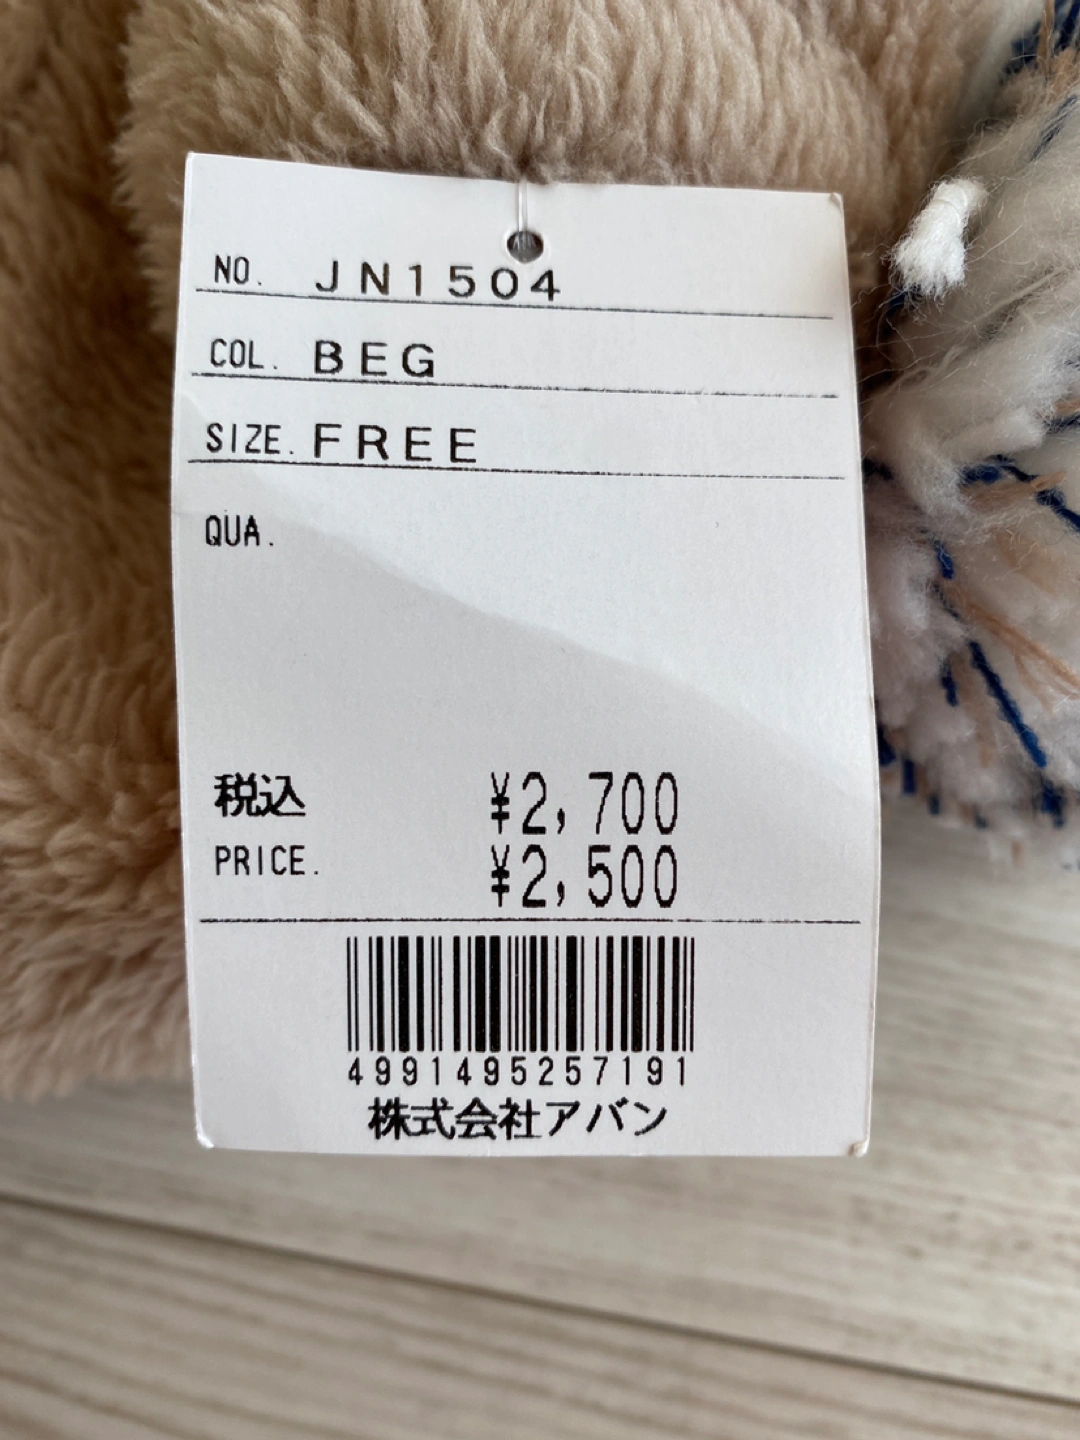 NO. JN1504
COL. BEG
SIZE. FREE
QUA.
税込 ¥2,700
PRICE. ¥2,500
4991495257191
株式会社アバン